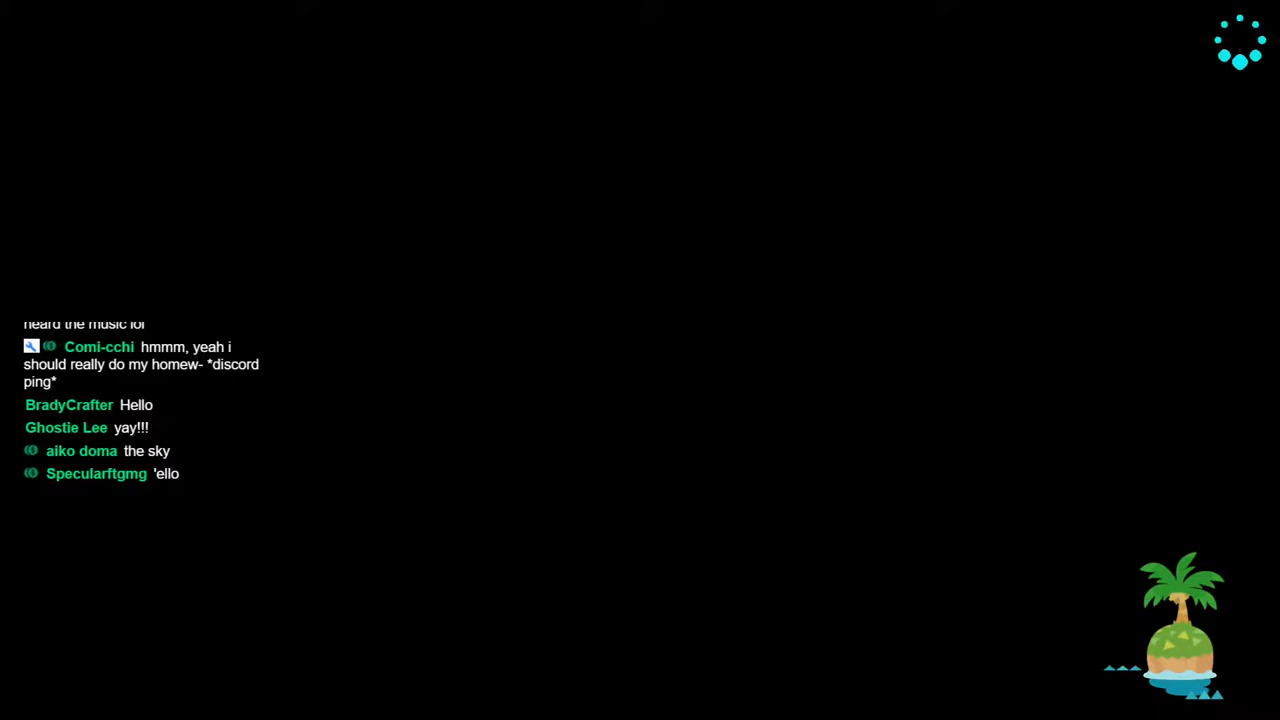 heard the music lol
Comi-cchi hmmm, yeah i
should really do my homew- *discord
ping*
BradyCrafter Hello
Ghostie Lee yay!!!
aiko doma the sky
Specularftgmg 'ello